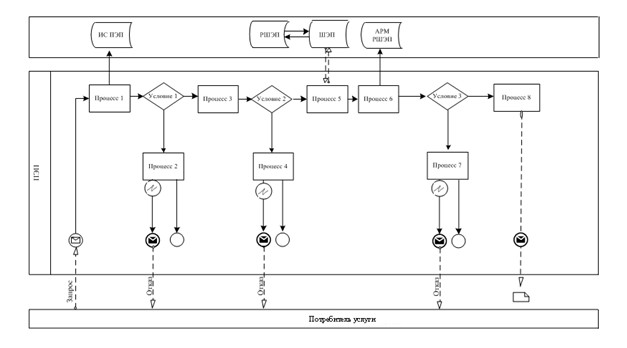 ИС ПЭП
РШЭП
ШЭП
АРМ
РШЭП
ПЭП
Процесс 1
Условие 1
Процесс 3
Условие 2
Процесс 5
Процесс 6
Условие 3
Процесс 8
Процесс 2
Процесс 4
Процесс 7
Запрос
Отказ
Отказ
Отказ
Потребитель услуги